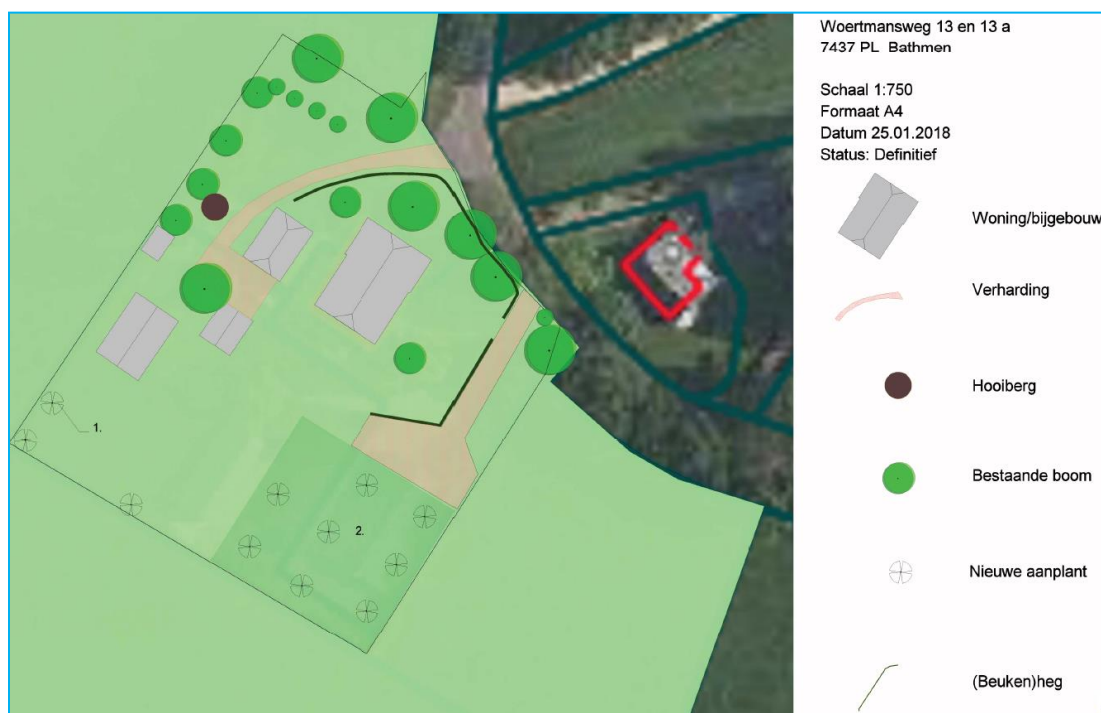 Woertmansweg 13 en 13 a
7437 PL Bathmen
Schaal 1:750
Formaat A4
Datum 25.01.2018
Status: Definitief
Woning/bijgebouw
Verharding
Hooiberg
Bestaande boom
Nieuwe aanplant
(Beuken)heg
1.
2.